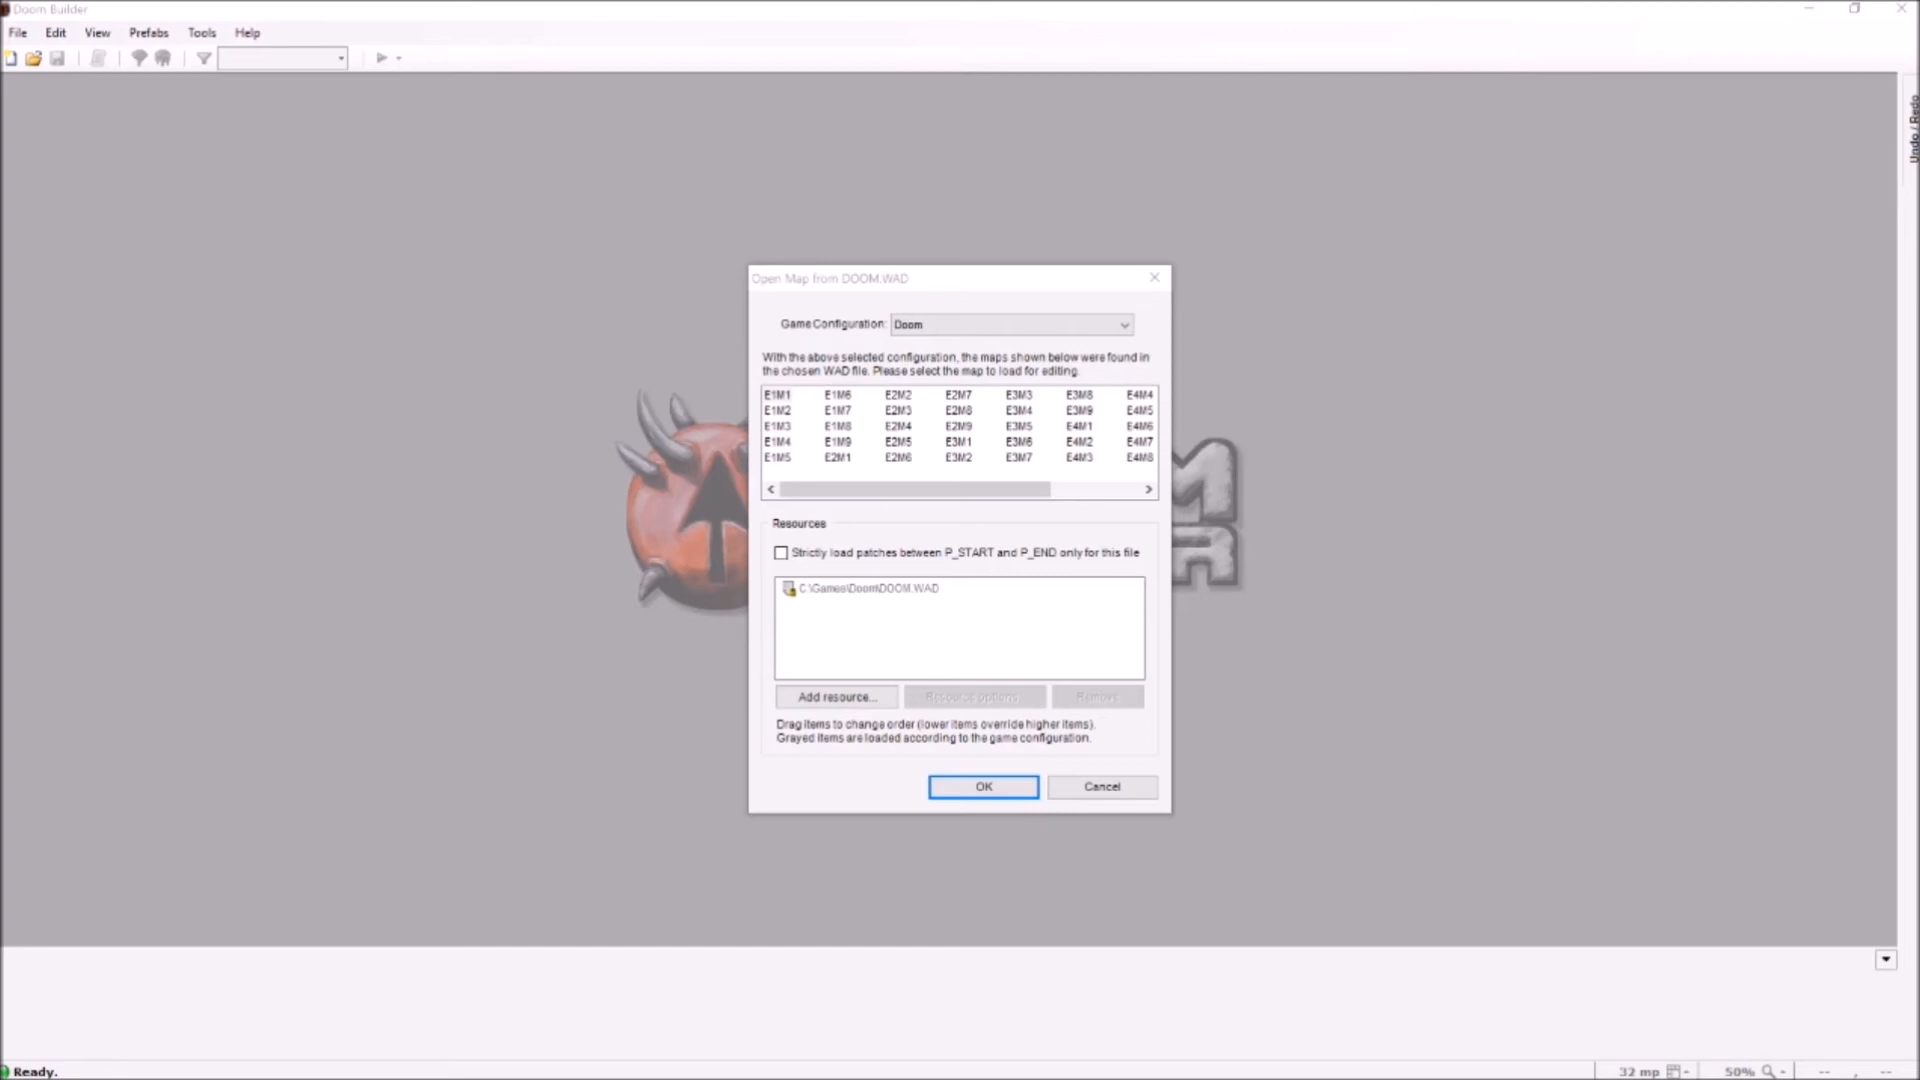 Doom Builder
File Edit View Prefabs Tools Help
Undo / Redo
Open Map from DOOM.WAD
Game Configuration: Doom
With the above selected configuration, the maps shown below were found in
the chosen WAD file. Please select the map to load for editing.
E1M1 E1M6 E2M2 E2M7 E3M3 E3M8 E4M4
E1M2 E1M7 E2M3 E2M8 E3M4 E3M9 E4M5
E1M3 E1M8 E2M4 E2M9 E3M5 E4M1 E4M6
E1M4 E1M9 E2M5 E3M1 E3M6 E4M2 E4M7
E1M5 E2M1 E2M6 E3M2 E3M7 E4M3 E4M8
Resources
Strictly load patches between P_START and P_END only for this file
C:\Games\Doom\DOOM.WAD
Add resource... Resource options... Remove
Drag items to change order (lower items override higher items).
Grayed items are loaded according to the game configuration.
OK Cancel
Ready.
32 mp 50% -- , --